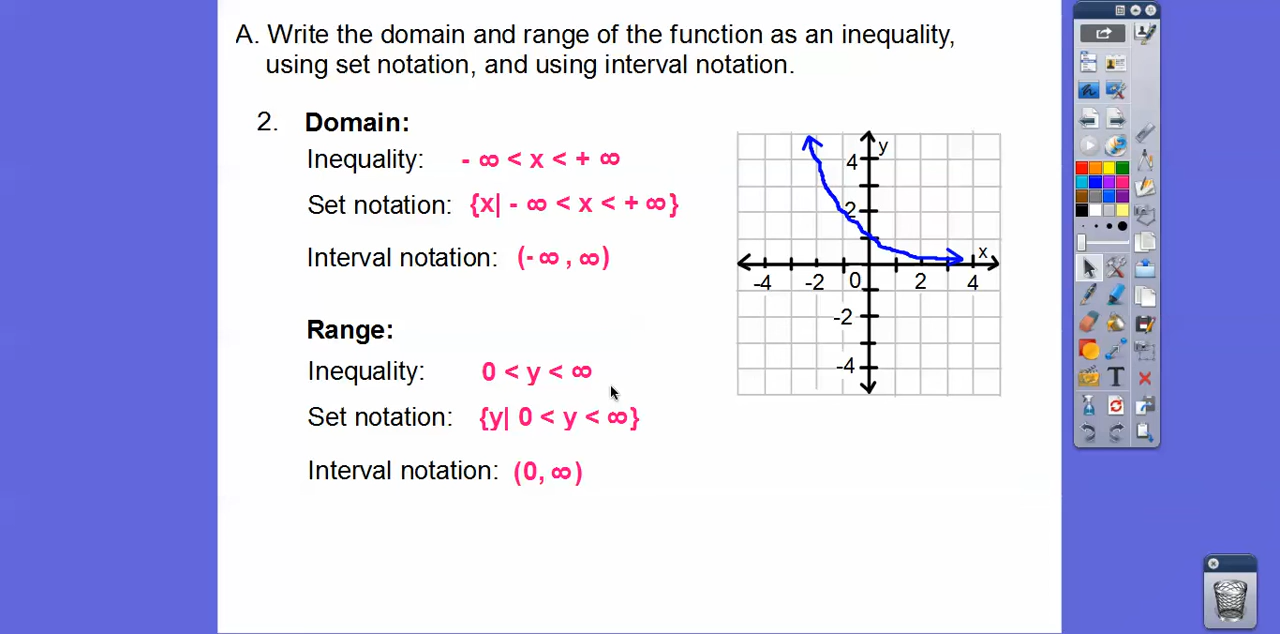 A. Write the domain and range of the function as an inequality,
using set notation, and using interval notation.
2. Domain:
Inequality: - ∞ < x < + ∞
Set notation: {x| - ∞ < x < + ∞}
Interval notation: (- ∞ , ∞)
Range:
Inequality: 0 < y < ∞
Set notation: {y| 0 < y < ∞}
Interval notation: (0, ∞)
y
4
2
x
-4 -2 0 2 4
-2
-4
T